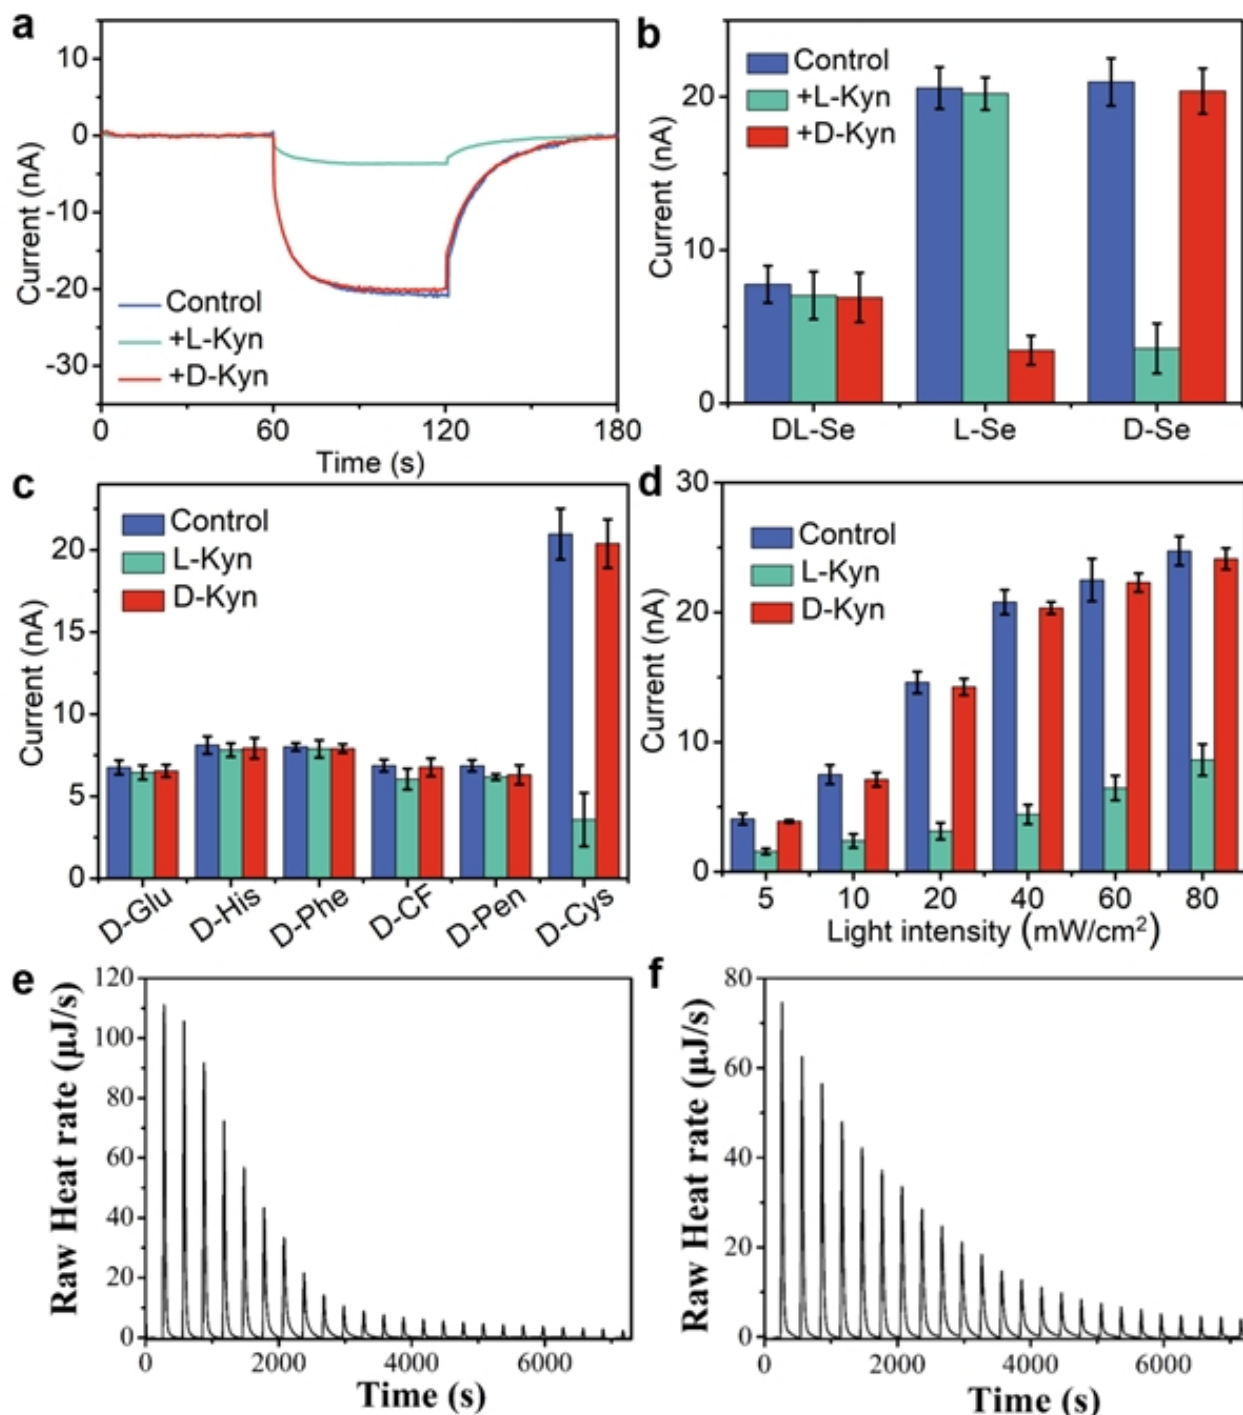 a
10
0
-10
-20
-30
Current (nA)
Control
+L-Kyn
+D-Kyn
0
60
120
180
Time (s)
b
20
10
0
Current (nA)
Control
+L-Kyn
+D-Kyn
DL-Se
L-Se
D-Se
c
20
15
10
5
0
Current (nA)
Control
L-Kyn
D-Kyn
D-Glu
D-His
D-Phe
D-CF
D-Pen
D-Cys
d
30
20
10
0
Current (nA)
Control
L-Kyn
D-Kyn
5
10
20
40
60
80
Light intensity (mW/cm²)
e
120
100
80
60
40
20
0
Raw Heat rate (µJ/s)
0
2000
4000
6000
Time (s)
f
80
60
40
20
0
Raw Heat rate (µJ/s)
0
2000
4000
6000
Time (s)